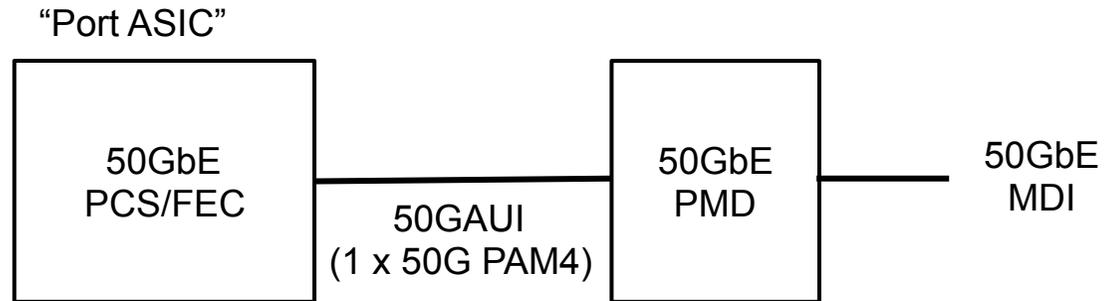 “Port ASIC”
50GbE
PCS/FEC
50GAUI
(1 x 50G PAM4)
50GbE
PMD
50GbE
MDI